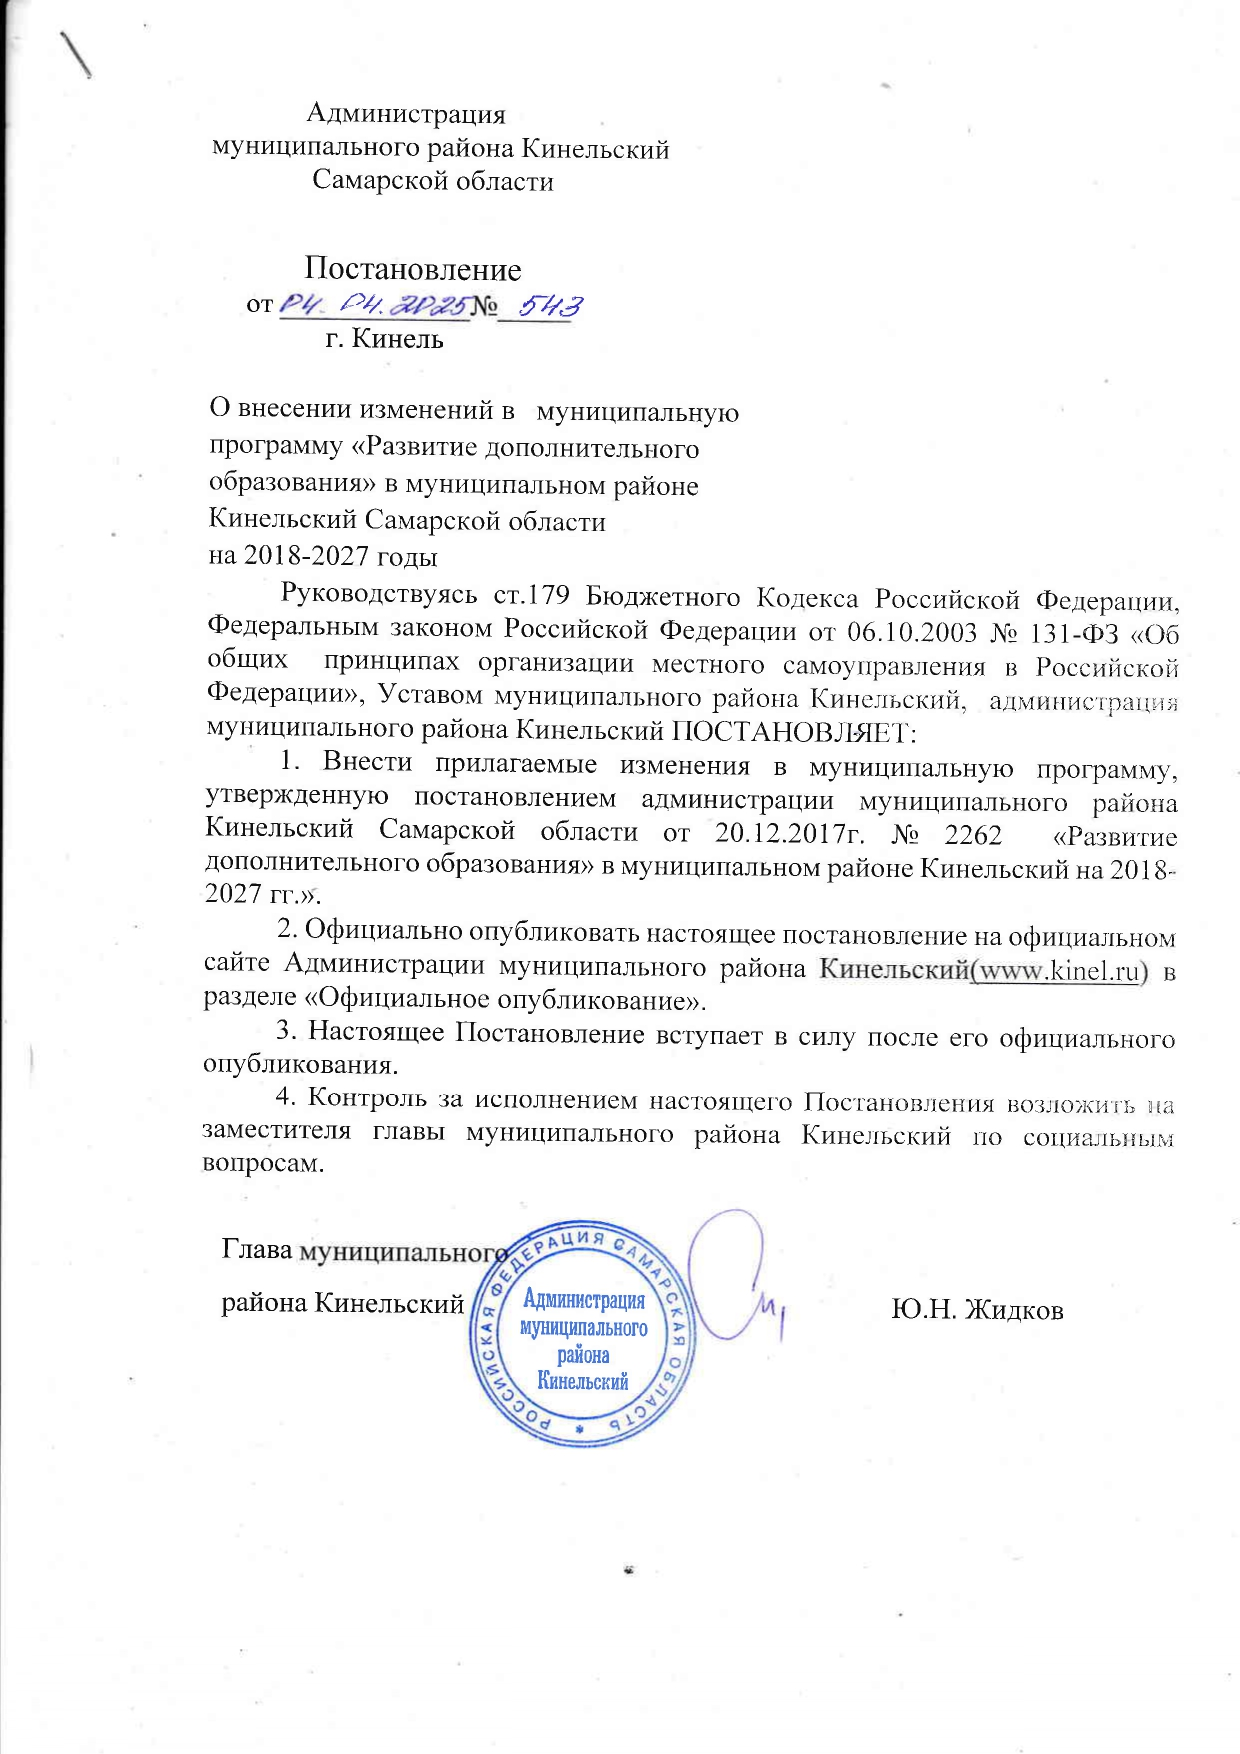 Администрация
муниципального района Кинельский
Самарской области
Постановление
от 04. 04. 2025 № 543
г. Кинель
О внесении изменений в муниципальную
программу «Развитие дополнительного
образования» в муниципальном районе
Кинельский Самарской области
на 2018-2027 годы
Руководствуясь ст.179 Бюджетного Кодекса Российской Федерации,
Федеральным законом Российской Федерации от 06.10.2003 № 131-ФЗ «Об
общих принципах организации местного самоуправления в Российской
Федерации», Уставом муниципального района Кинельский, администрация
муниципального района Кинельский ПОСТАНОВЛЯЕТ:
1. Внести прилагаемые изменения в муниципальную программу,
утвержденную постановлением администрации муниципального района
Кинельский Самарской области от 20.12.2017г. № 2262 «Развитие
дополнительного образования» в муниципальном районе Кинельский на 2018-
2027 гг.».
2. Официально опубликовать настоящее постановление на официальном
сайте Администрации муниципального района Кинельский(www.kinel.ru) в
разделе «Официальное опубликование».
3. Настоящее Постановление вступает в силу после его официального
опубликования.
4. Контроль за исполнением настоящего Постановления возложить на
заместителя главы муниципального района Кинельский по социальным
вопросам.
Глава муниципального
района Кинельский
Ю.Н. Жидков
РОССИЙСКАЯ ФЕДЕРАЦИЯ САМАРСКАЯ ОБЛАСТЬ *
Администрация
муниципального
района
Кинельский